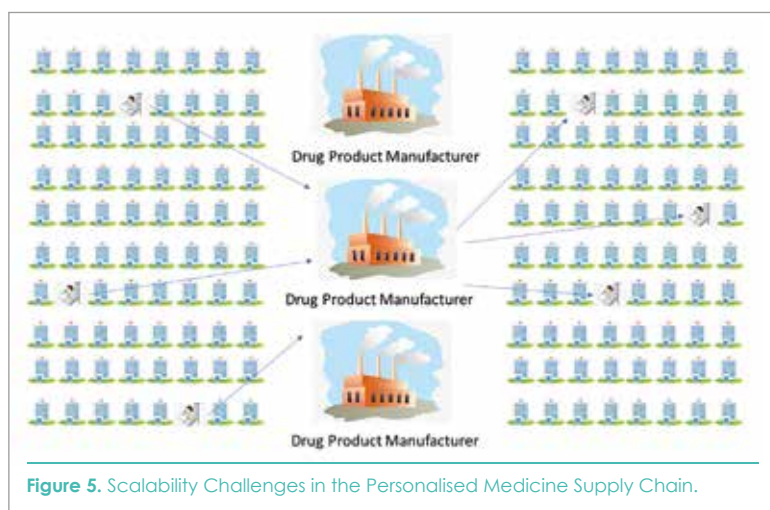 Drug Product Manufacturer
Drug Product Manufacturer
Drug Product Manufacturer
Figure 5. Scalability Challenges in the Personalised Medicine Supply Chain.